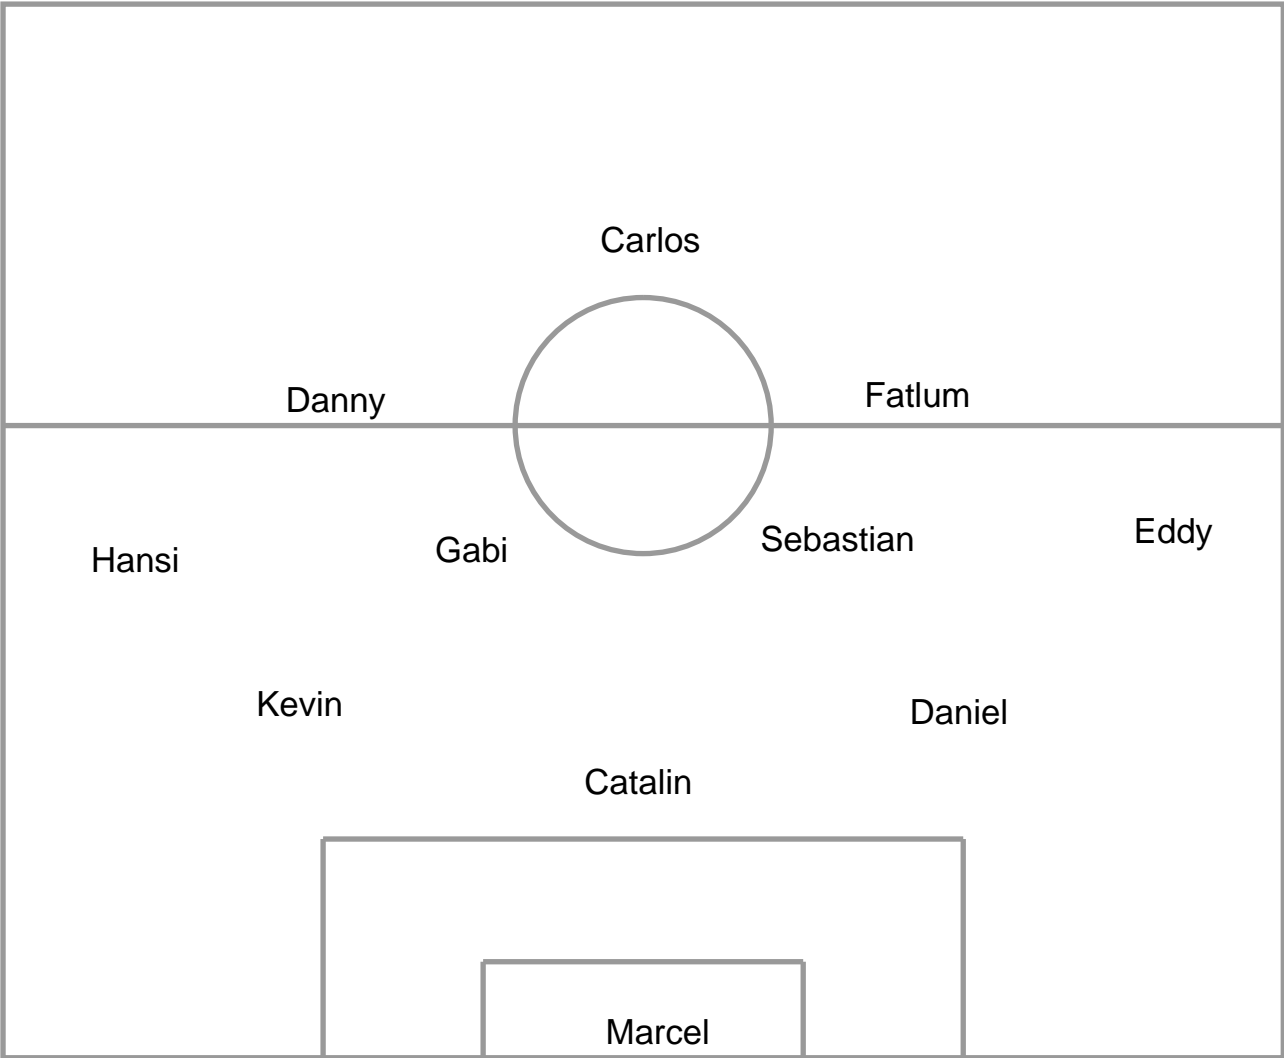 Carlos
Danny
Fatlum
Hansi
Gabi
Sebastian
Eddy
Kevin
Daniel
Catalin
Marcel